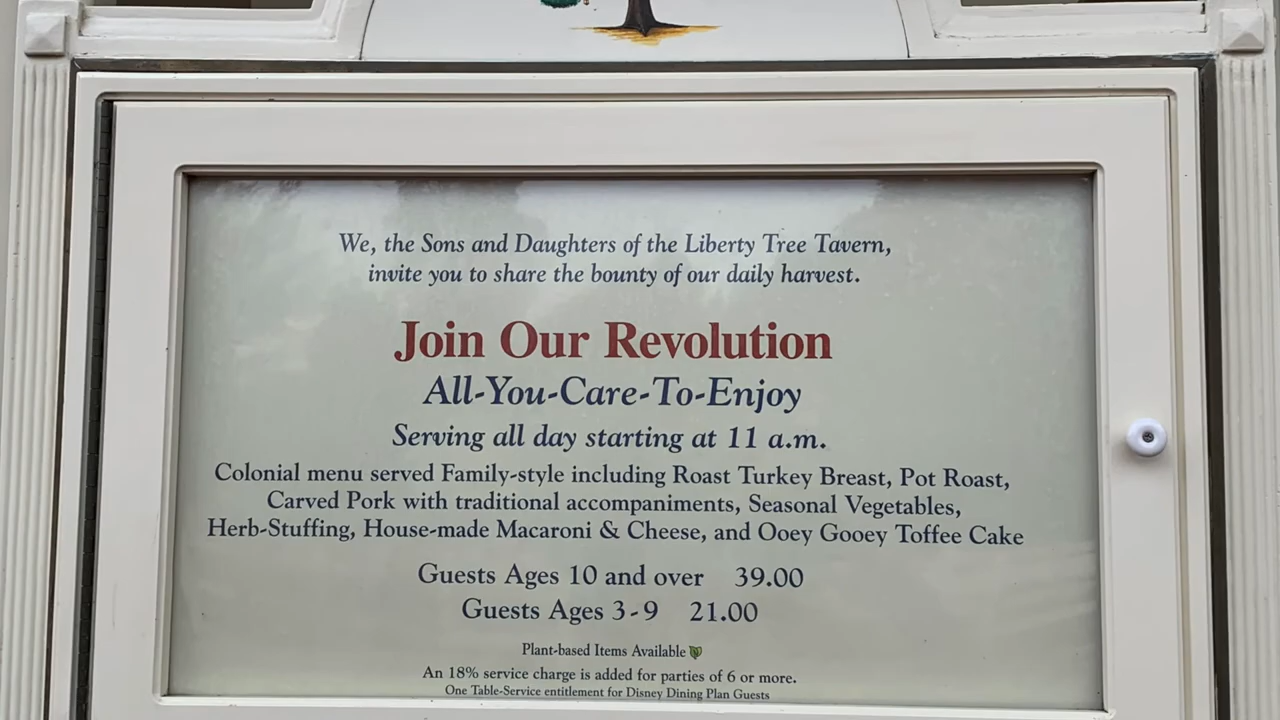 We, the Sons and Daughters of the Liberty Tree Tavern,
invite you to share the bounty of our daily harvest.
Join Our Revolution
All-You-Care-To-Enjoy
Serving all day starting at 11 a.m.
Colonial menu served Family-style including Roast Turkey Breast, Pot Roast,
Carved Pork with traditional accompaniments, Seasonal Vegetables,
Herb-Stuffing, House-made Macaroni & Cheese, and Ooey Gooey Toffee Cake
Guests Ages 10 and over 39.00
Guests Ages 3-9 21.00
Plant-based Items Available
An 18% service charge is added for parties of 6 or more.
One Table-Service entitlement for Disney Dining Plan Guests